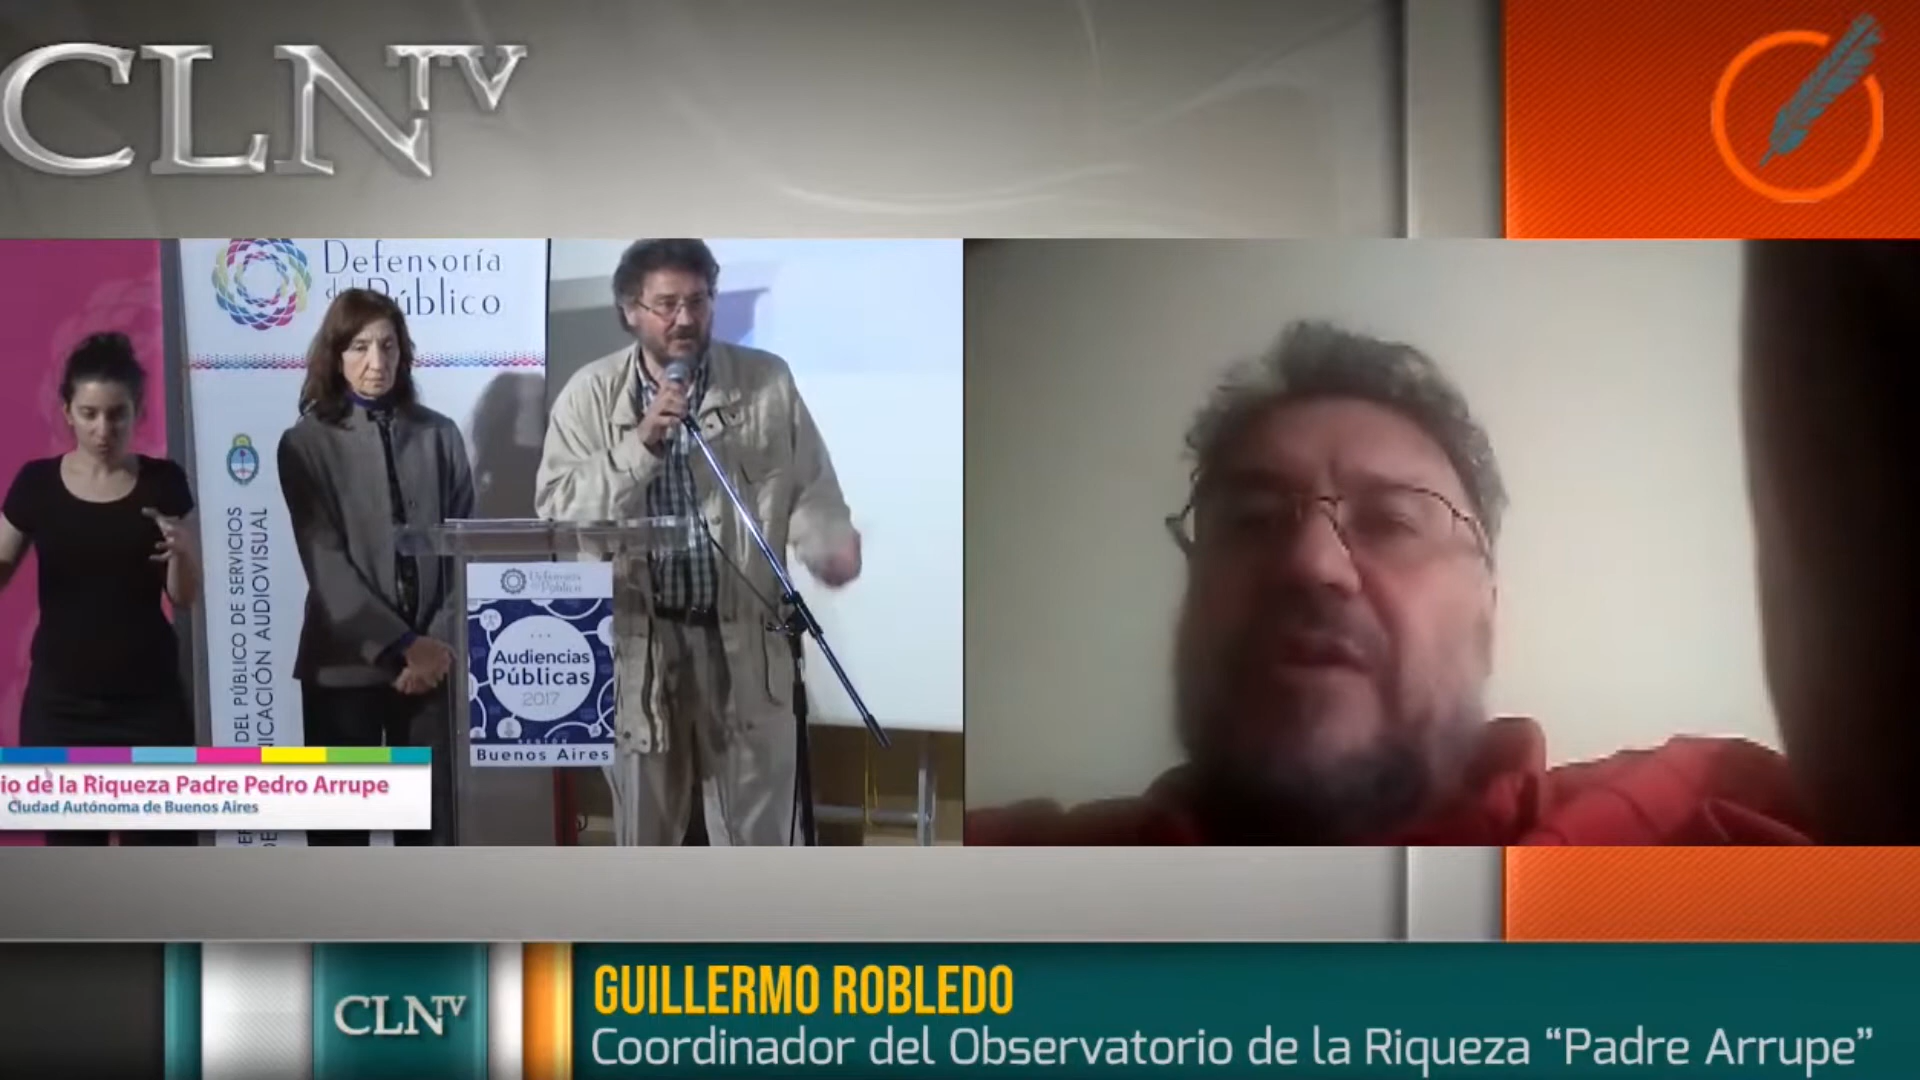 CLNTV
Defensoría
del Público
DEL PÚBLICO DE SERVICIOS
NICACIÓN AUDIOVISUAL
Defensoría
del Público
Audiencias
Públicas
2017
REGIÓN
Buenos Aires
io de la Riqueza Padre Pedro Arrupe
Ciudad Autónoma de Buenos Aires
CLNTV
GUILLERMO ROBLEDO
Coordinador del Observatorio de la Riqueza “Padre Arrupe”